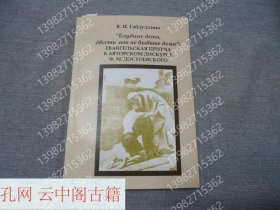 В. И. Габдуллина
"Блудные дети,
двести лет не бывшие дома":
ЕВАНГЕЛЬСКАЯ ПРИТЧА
В АВТОРСКОМ ДИСКУРСЕ
Ф. М. ДОСТОЕВСКОГО
13982715362
孔网 云中阁古籍